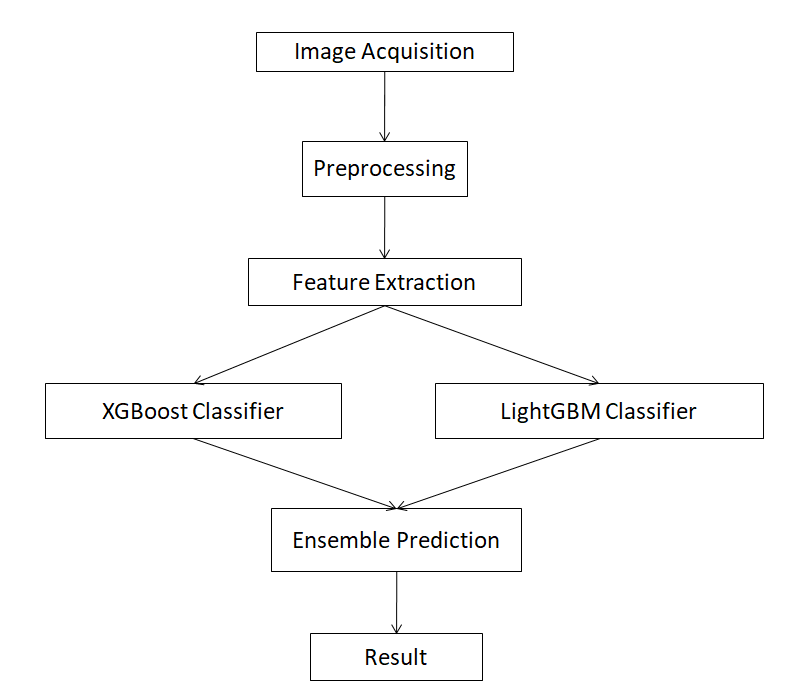 Image Acquisition
Preprocessing
Feature Extraction
XGBoost Classifier
LightGBM Classifier
Ensemble Prediction
Result